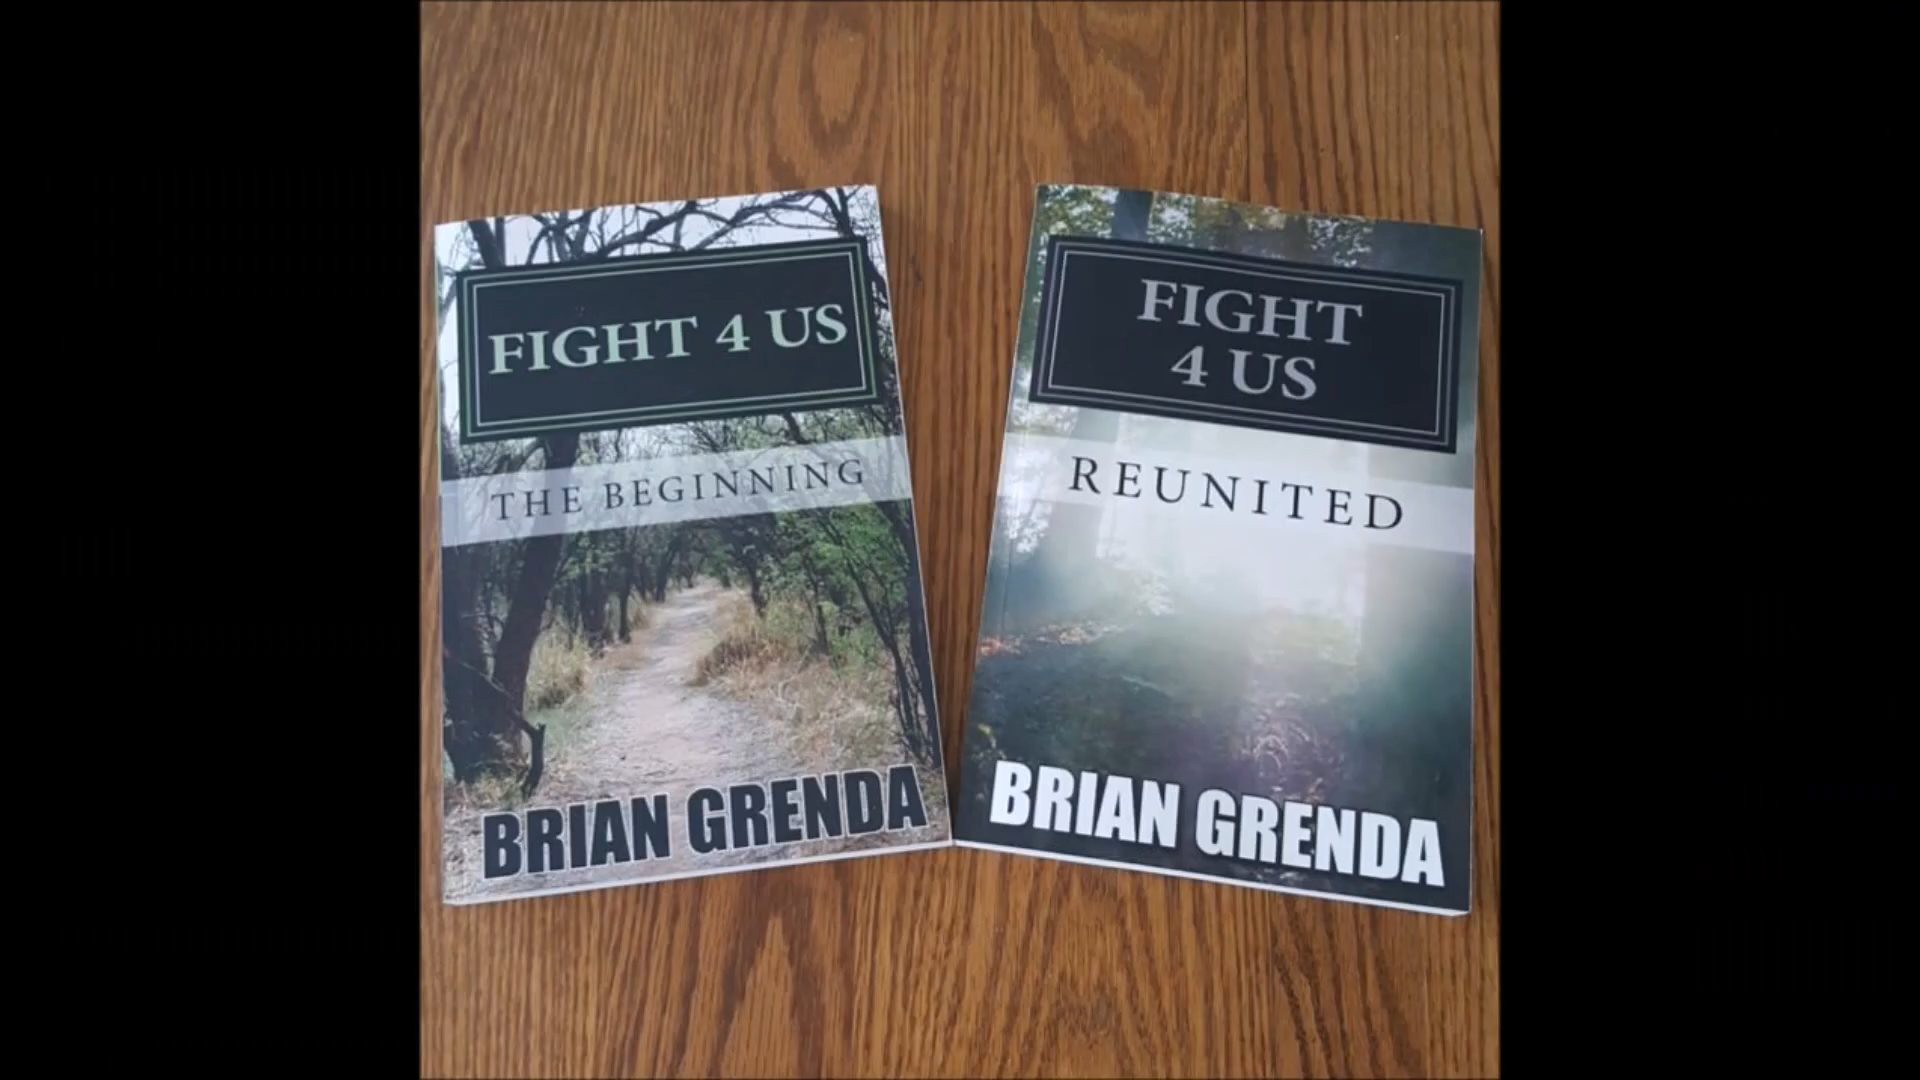 FIGHT 4 US
THE BEGINNING
BRIAN GRENDA
FIGHT
4 US
REUNITED
BRIAN GRENDA